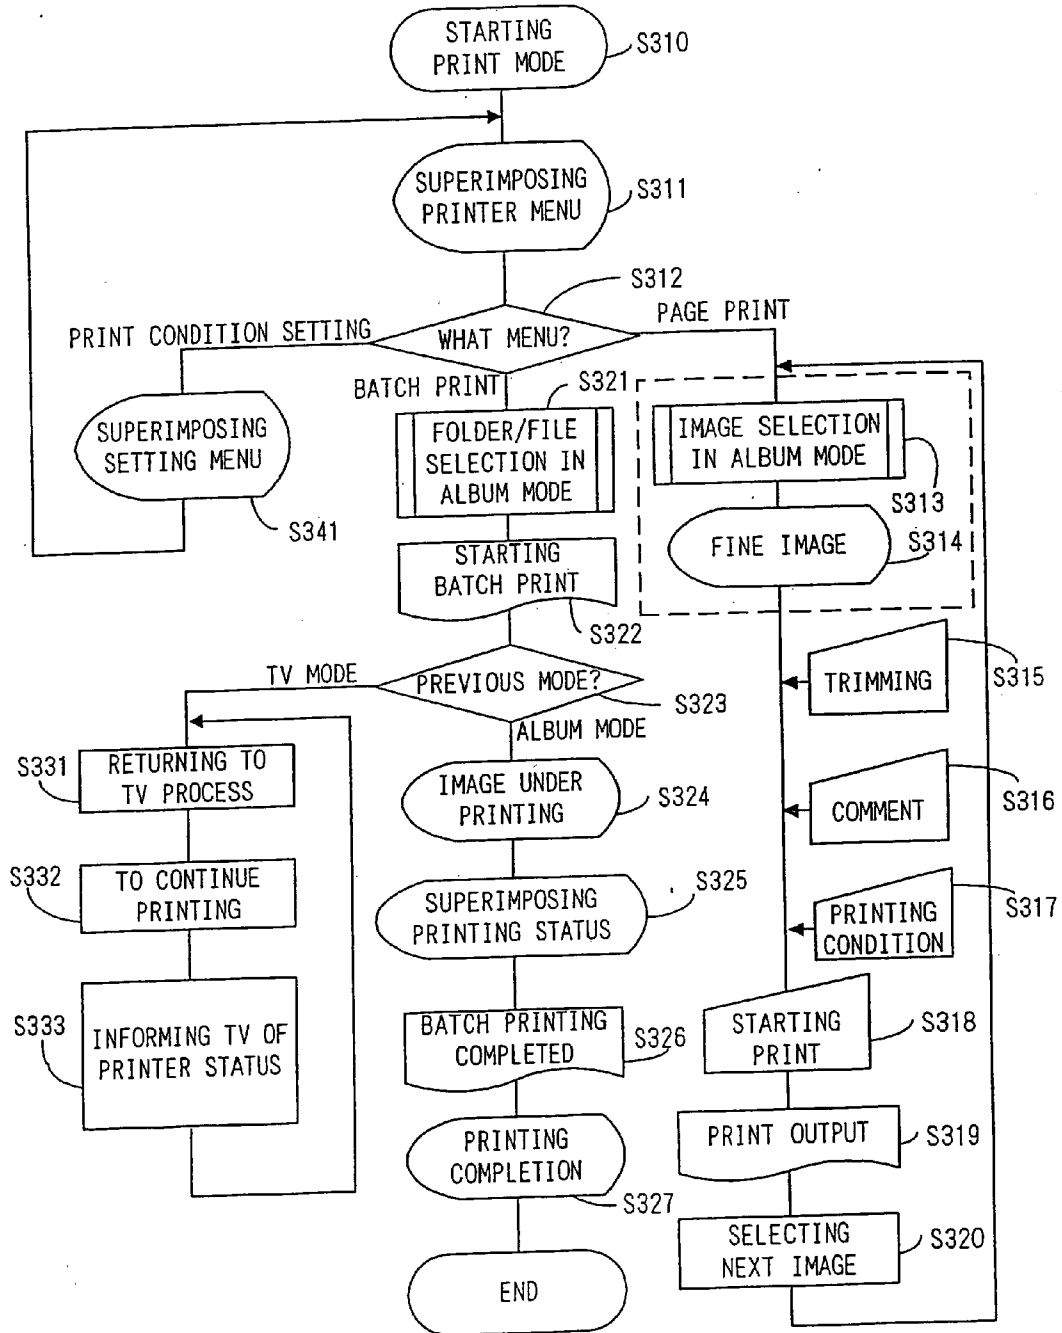 STARTING
PRINT MODE
S310
SUPERIMPOSING
PRINTER MENU
S311
S312
WHAT MENU?
PRINT CONDITION SETTING
PAGE PRINT
BATCH PRINT
SUPERIMPOSING
SETTING MENU
S341
S321
FOLDER/FILE
SELECTION IN
ALBUM MODE
STARTING
BATCH PRINT
S322
IMAGE SELECTION
IN ALBUM MODE
S313
FINE IMAGE
S314
TRIMMING
S315
COMMENT
S316
PRINTING
CONDITION
S317
STARTING
PRINT
S318
PRINT OUTPUT
S319
SELECTING
NEXT IMAGE
S320
PREVIOUS MODE?
S323
TV MODE
ALBUM MODE
S331
RETURNING TO
TV PROCESS
S332
TO CONTINUE
PRINTING
S333
INFORMING TV OF
PRINTER STATUS
IMAGE UNDER
PRINTING
S324
SUPERIMPOSING
PRINTING STATUS
S325
BATCH PRINTING
COMPLETED
S326
PRINTING
COMPLETION
S327
END